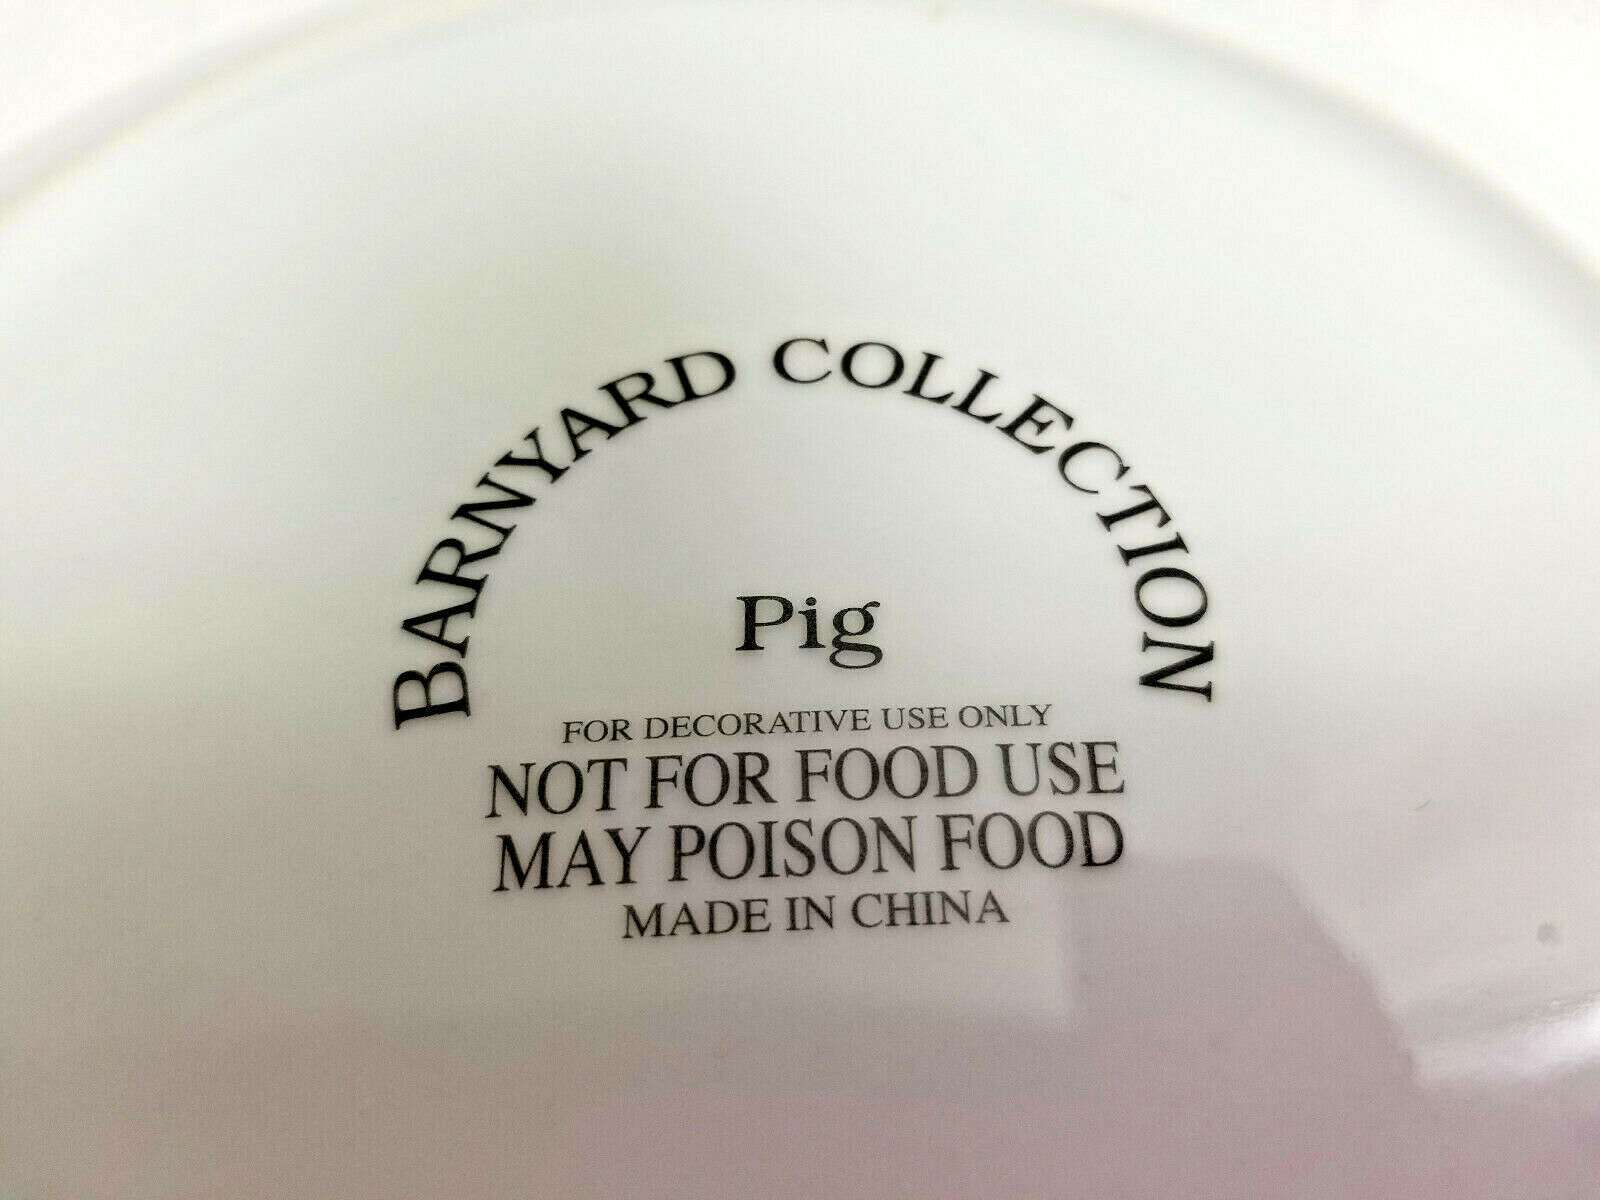 BARNYARD COLLECTION
Pig
FOR DECORATIVE USE ONLY
NOT FOR FOOD USE
MAY POISON FOOD
MADE IN CHINA